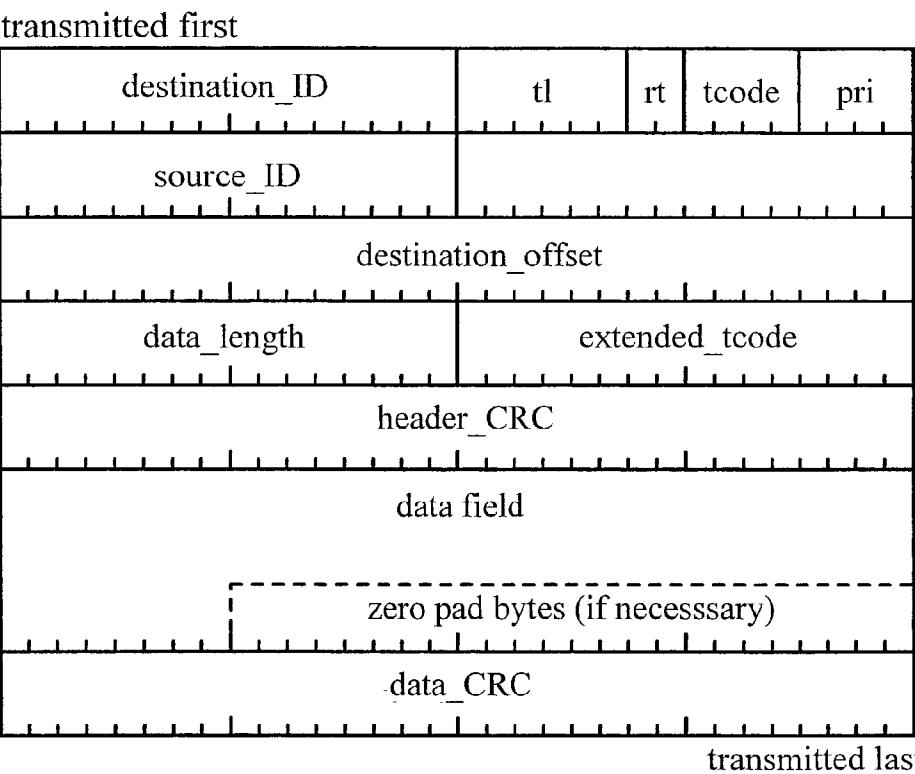 transmitted first
destination_ID tl rt tcode pri
source_ID
destination_offset
data_length extended_tcode
header_CRC
data field
zero pad bytes (if necesssary)
data_CRC
transmitted las